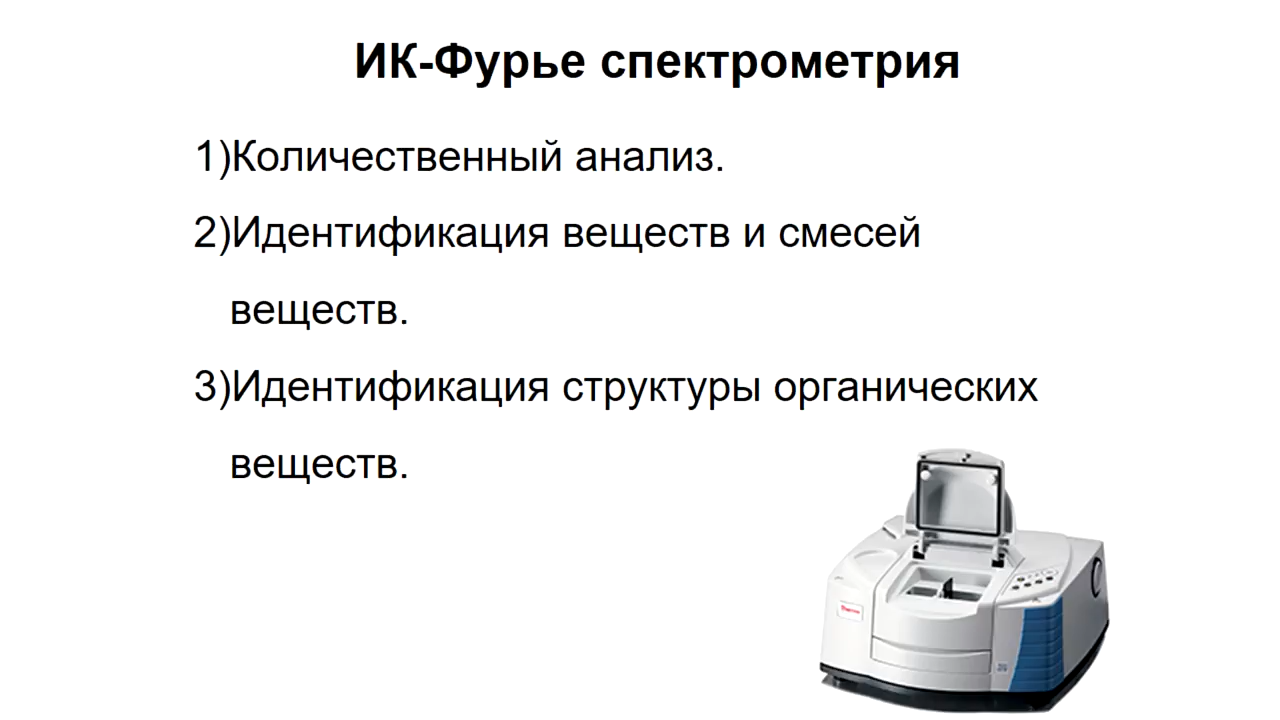 ИК-Фурье спектрометрия
1)Количественный анализ.
2)Идентификация веществ и смесей
веществ.
3)Идентификация структуры органических
веществ.